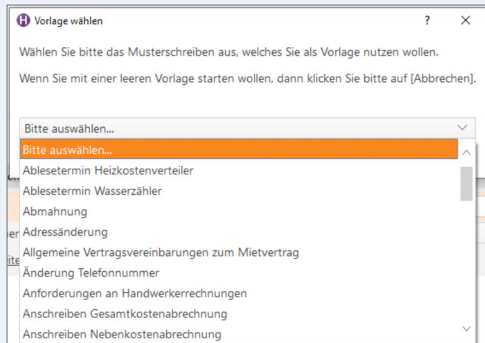 H Vorlage wählen ? ×
Wählen Sie bitte das Musterschreiben aus, welches Sie als Vorlage nutzen wollen.
Wenn Sie mit einer leeren Vorlage starten wollen, dann klicken Sie bitte auf [Abbrechen].
Bitte auswählen...
Bitte auswählen...
Ablesetermin Heizkostenverteiler
Ablesetermin Wasserzähler
Abmahnung
Adressänderung
Allgemeine Vertragsvereinbarungen zum Mietvertrag
Änderung Telefonnummer
Anforderungen an Handwerkerrechnungen
Anschreiben Gesamtkostenabrechnung
Anschreiben Nebenkostenabrechnung